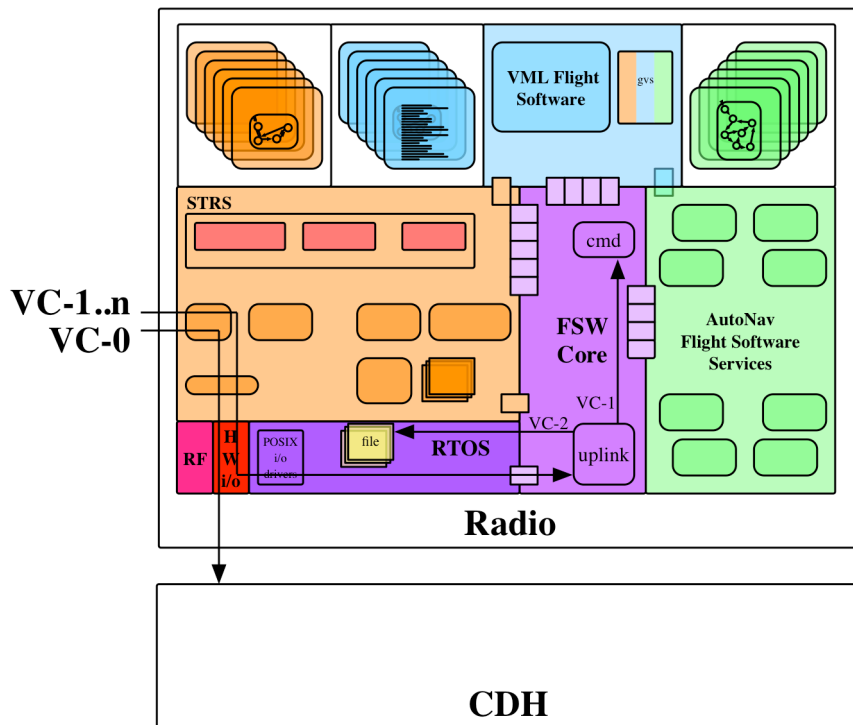 VML Flight
Software
gvs
STRS
cmd
VC-1..n
VC-0
FSW
Core
AutoNav
Flight Software
Services
VC-1
VC-2
RF
H
W
i/o
POSIX
i/o
drivers
file
RTOS
uplink
Radio
CDH